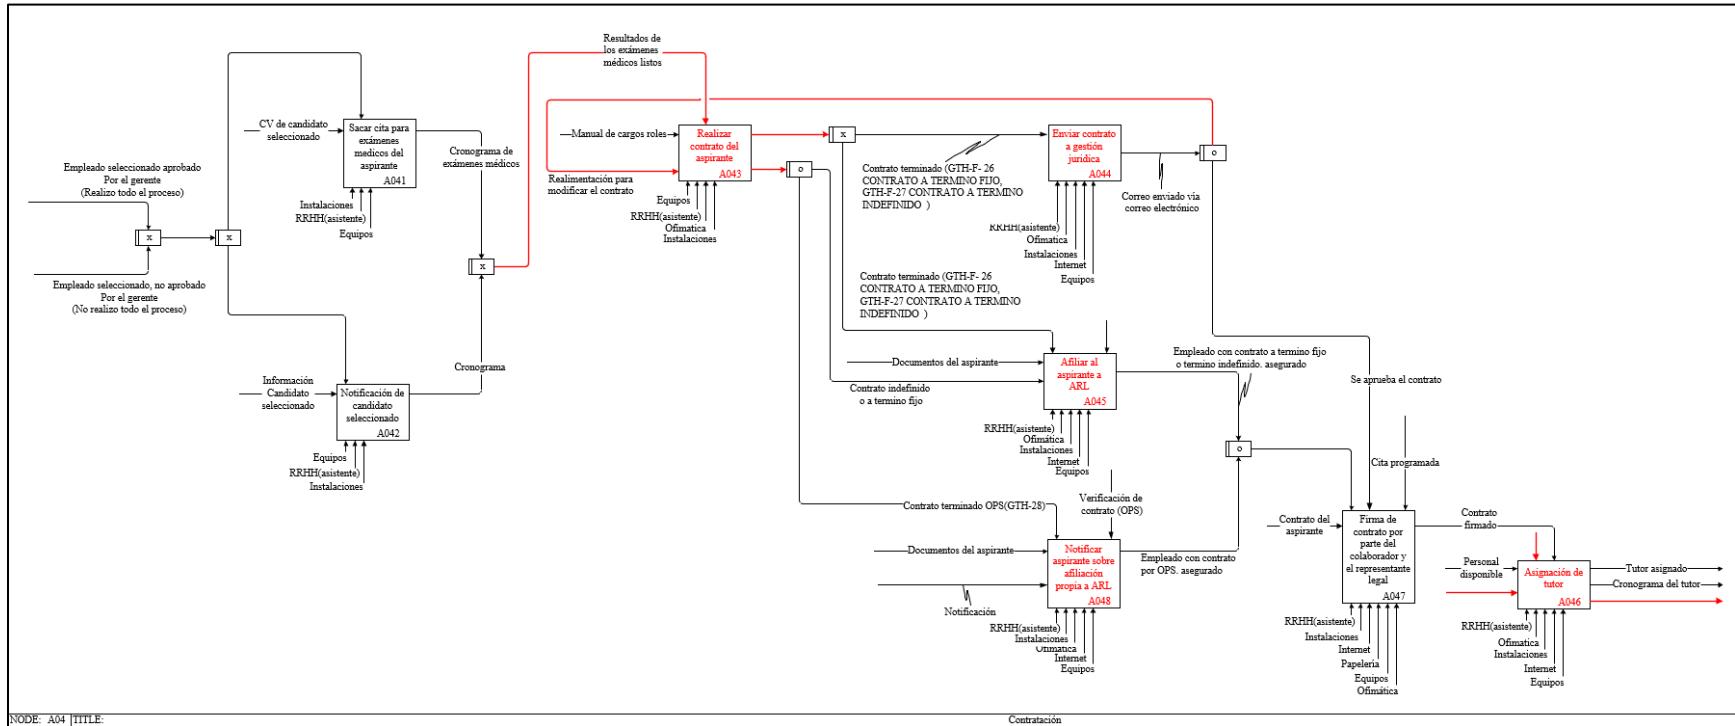 Resultados de
los exámenes
médicos listos
CV de candidato
seleccionado
Sacar cita para
exámenes
medicos del
aspirante
A041
Instalaciones
RRHH(asistente)
Equipos
Cronograma de
exámenes médicos
Empleado seleccionado aprobado
Por el gerente
(Realizo todo el proceso)
x
x
Empleado seleccionado, no aprobado
Por el gerente
(No realizo todo el proceso)
x
Cronograma
Información
Candidato
seleccionado
Notificación de
candidato
seleccionado
A042
Equipos
RRHH(asistente)
Instalaciones
Manual de cargos roles
Realizar
contrato del
aspirante
A043
Realimentación para
modificar el contrato
Equipos
RRHH(asistente)
Ofimatica
Instalaciones
x
o
Contrato terminado (GTH-F- 26
CONTRATO A TERMINO FIJO,
GTH-F-27 CONTRATO A TERMINO
INDEFINIDO )
Enviar contrato
a gestión
juridica
A044
RRHH(asistente)
Ofimatica
Instalaciones
Internet
Equipos
Correo enviado vía
correo electrónico
o
Contrato terminado (GTH-F- 26
CONTRATO A TERMINO FIJO,
GTH-F-27 CONTRATO A TERMINO
INDEFINIDO )
Documentos del aspirante
Contrato indefinido
o a termino fijo
Afiliar al
aspirante a
ARL
A045
RRHH(asistente)
Ofimática
Instalaciones
Internet
Equipos
Empleado con contrato a termino fijo
o termino indefinido. asegurado
Se aprueba el contrato
o
Cita programada
Contrato terminado OPS(GTH-28)
Verificación de
contrato (OPS)
Documentos del aspirante
Notificación
Notificar
aspirante sobre
afiliación
propia a ARL
A048
RRHH(asistente)
Instalaciones
Ofimatica
Internet
Equipos
Empleado con contrato
por OPS. asegurado
Contrato del
aspirante
Firma de
contrato por
parte del
colaborador y
el representante
legal
A047
RRHH(asistente)
Instalaciones
Internet
Papelería
Equipos
Ofimática
Contrato
firmado
Personal
disponible
Asignación de
tutor
A046
Tutor asignado
Cronograma del tutor
RRHH(asistente)
Ofimatica
Instalaciones
Internet
Equipos
NODE: A04 TITLE:
Contratación